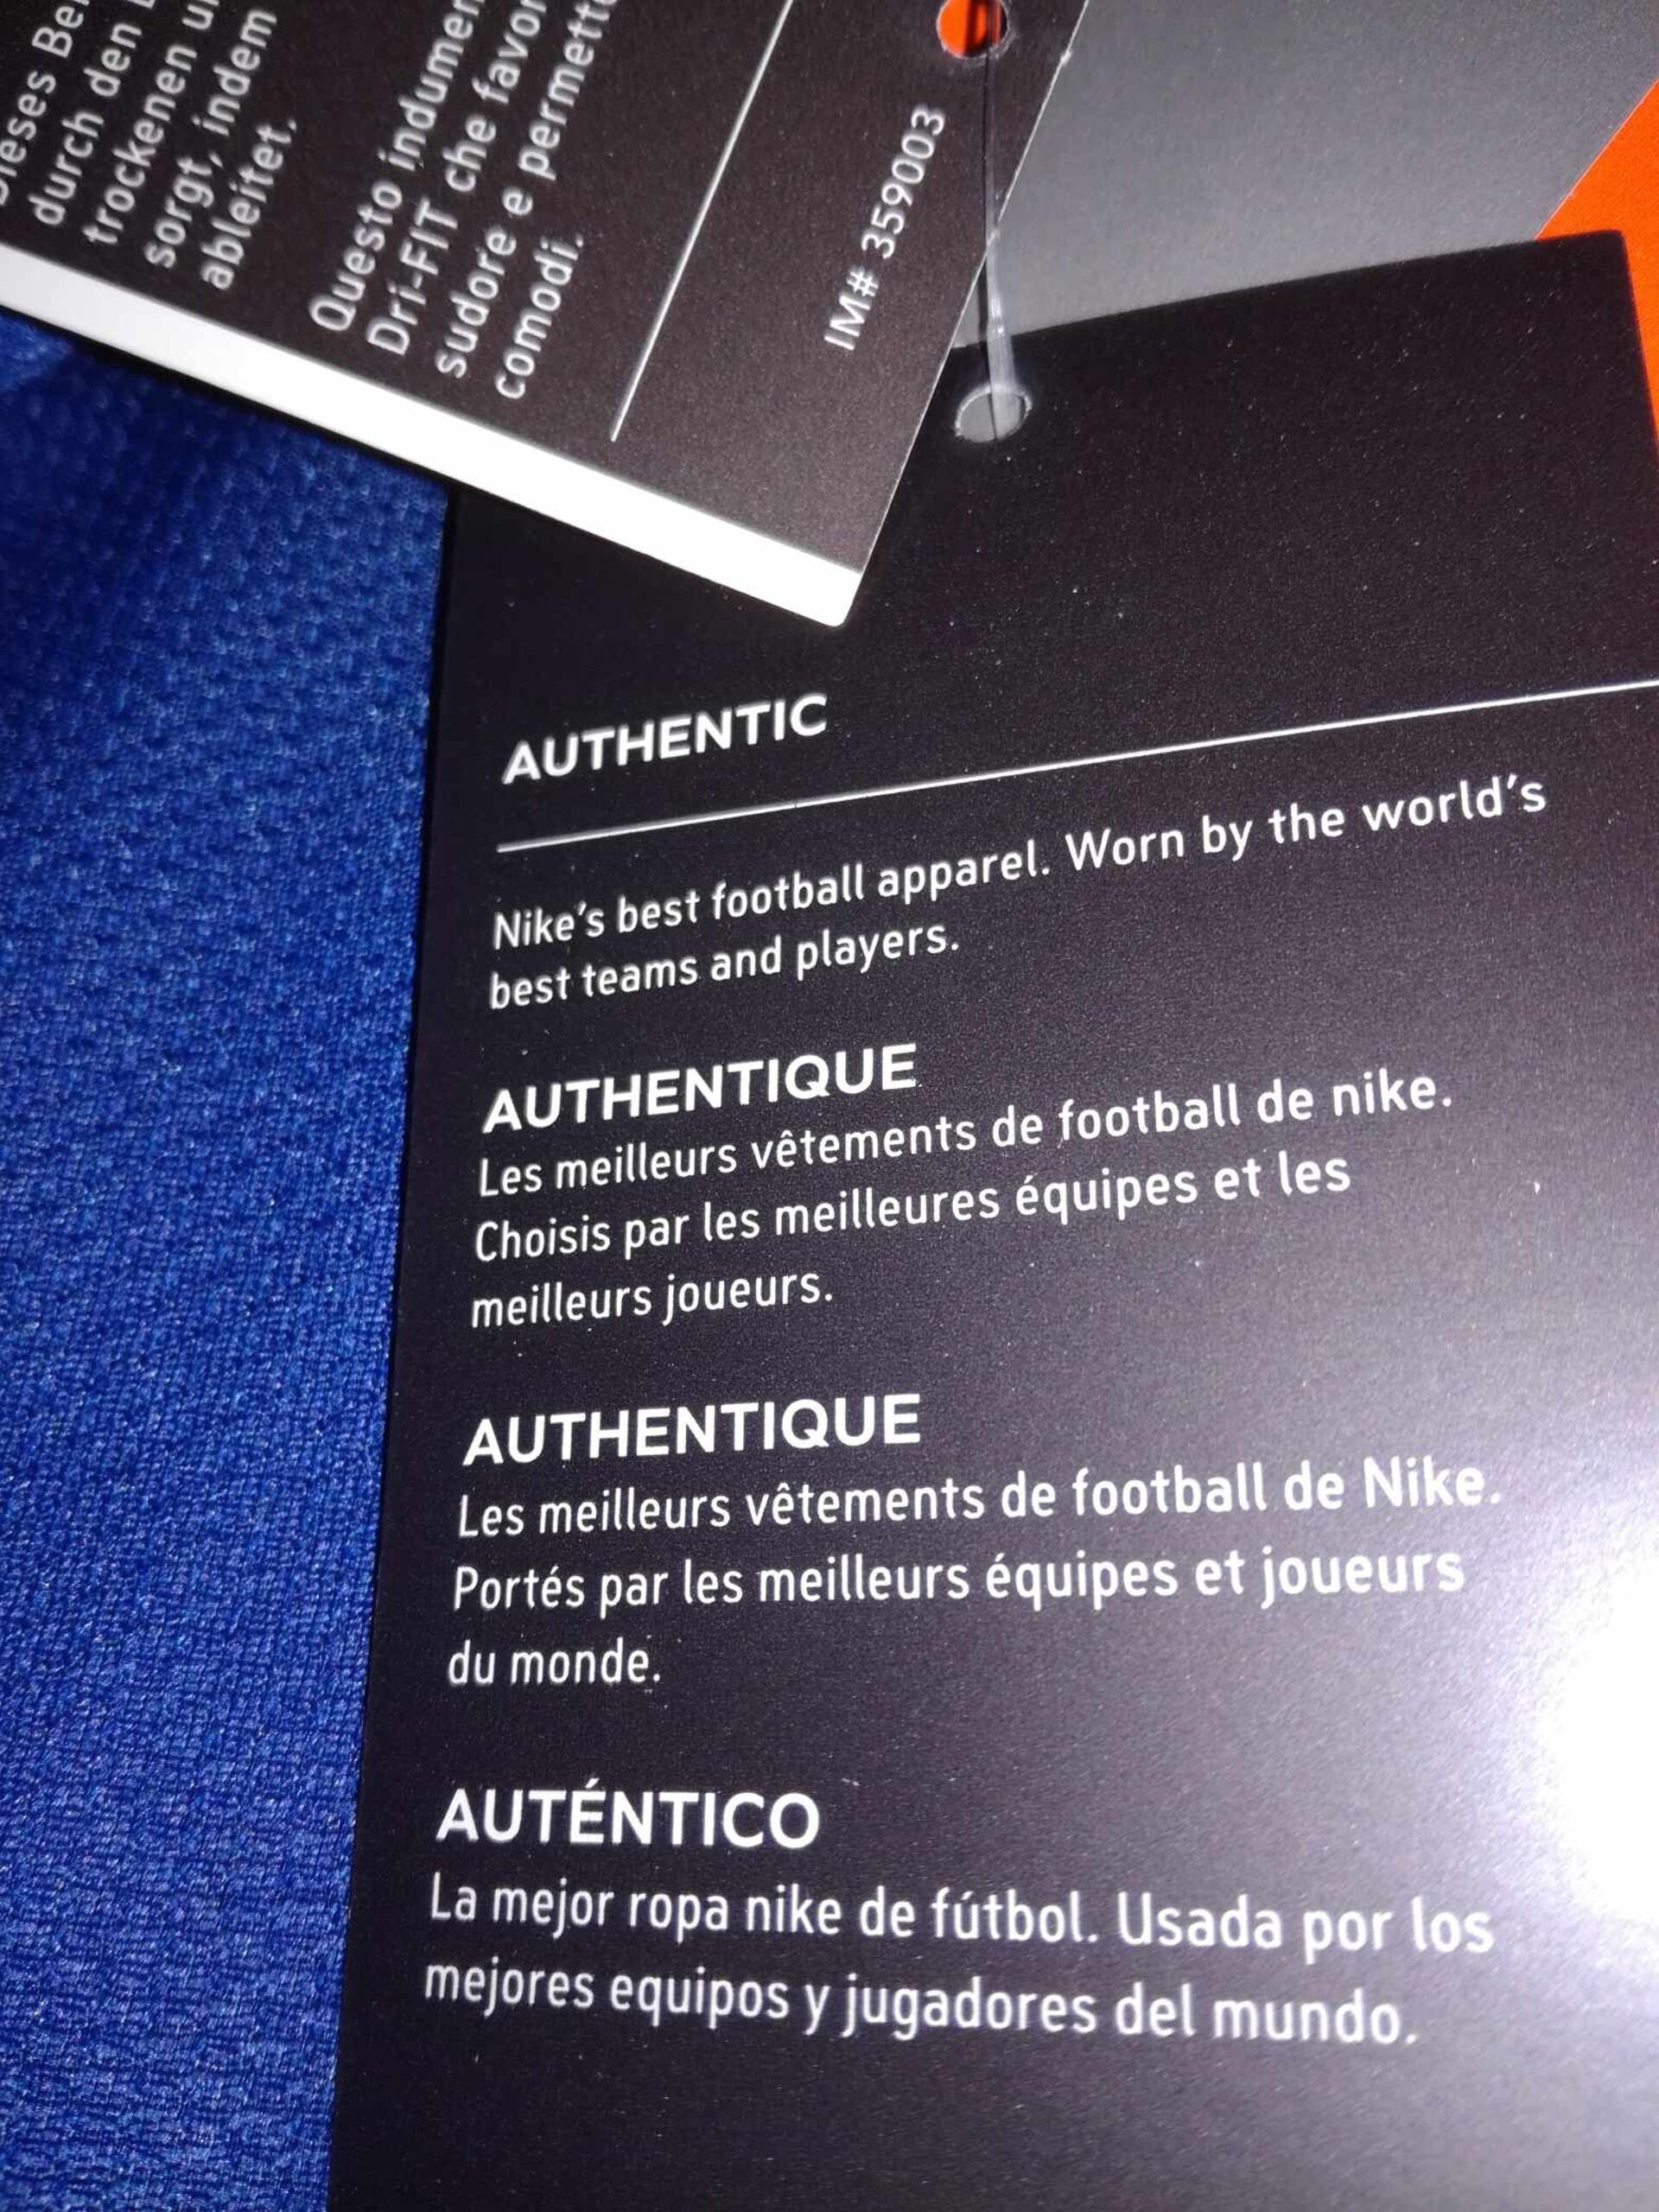 durch den
trockenen
sorgt, indem
ableitet.
Questo
Dri-FIT che
sudore e
comodi.
IM# 359003
AUTHENTIC
Nike's best football apparel. Worn by the world's
best teams and players.
AUTHENTIQUE
Les meilleurs vêtements de football de nike.
Choisis par les meilleures équipes et les
meilleurs joueurs.
AUTHENTIQUE
Les meilleurs vêtements de football de Nike.
Portés par les meilleurs équipes et joueurs
du monde.
AUTÉNTICO
La mejor ropa nike de fútbol. Usada por los
mejores equipos y jugadores del mundo.